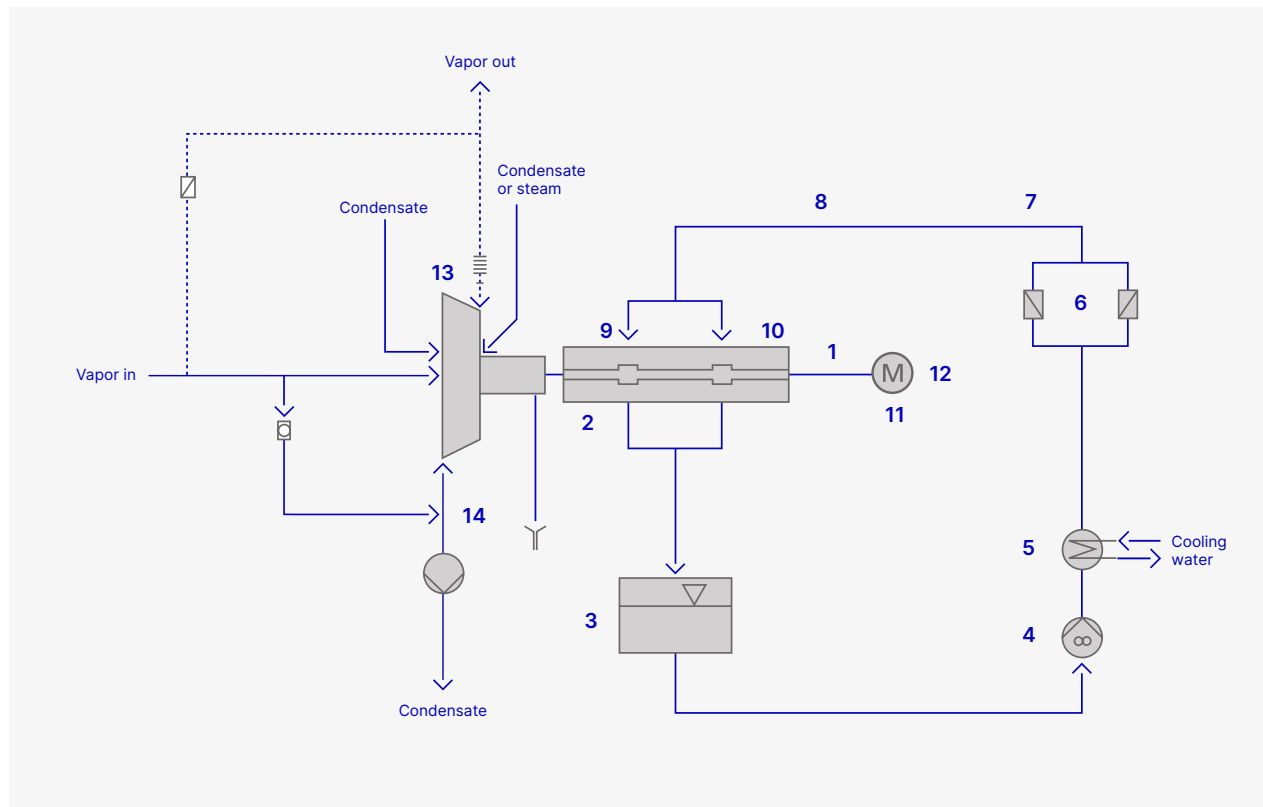 Vapor out
Condensate
or steam
Condensate
8
7
13
6
9
10
1
Vapor in
M
12
11
2
14
5
Cooling
water
3
4
Condensate